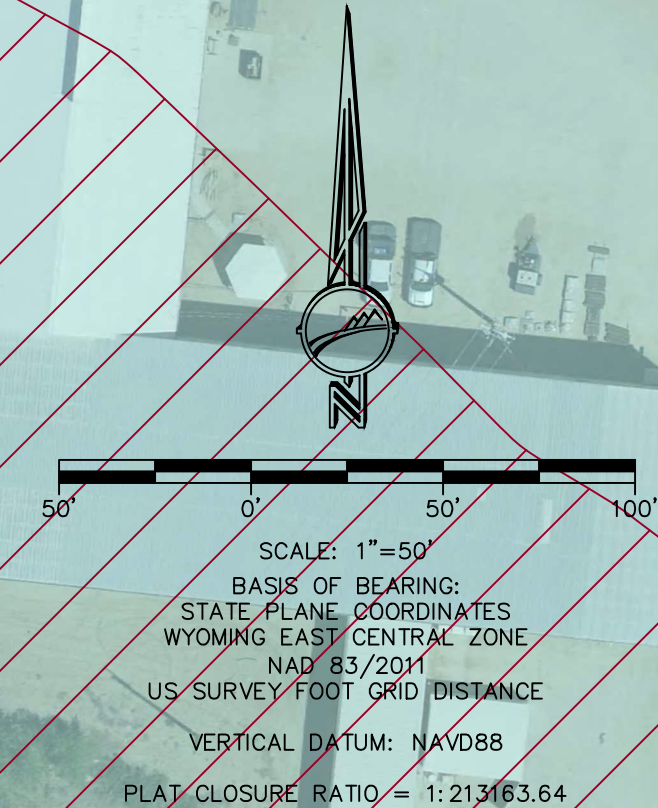 N
50' 0' 50' 100'
SCALE: 1"=50'
BASIS OF BEARING:
STATE PLANE COORDINATES
WYOMING EAST CENTRAL ZONE
NAD 83/2011
US SURVEY FOOT GRID DISTANCE
VERTICAL DATUM: NAVD88
PLAT CLOSURE RATIO = 1:213163.64